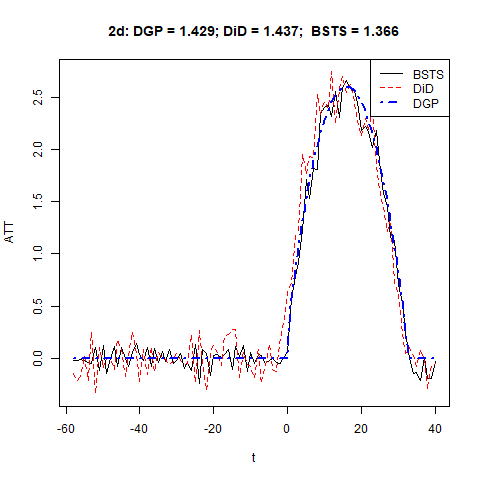 2d: DGP = 1.429; DiD = 1.437;  BSTS = 1.366
BSTS
DiD
DGP
ATT
2.5
2.0
1.5
1.0
0.5
0.0
-60 -40 -20 0 20 40
t